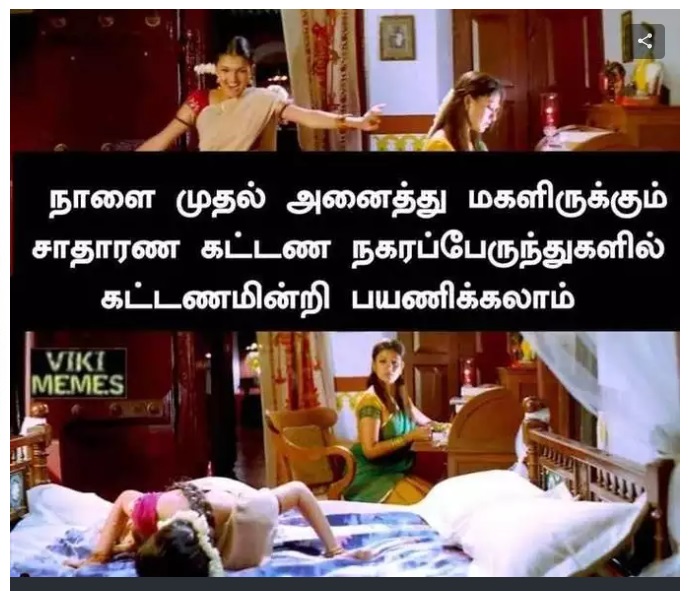 நாளை முதல் அனைத்து மகளிருக்கும்
சாதாரண கட்டண நகரப்பேருந்துகளில்
கட்டணமின்றி பயணிக்கலாம்
VIKI
MEMES